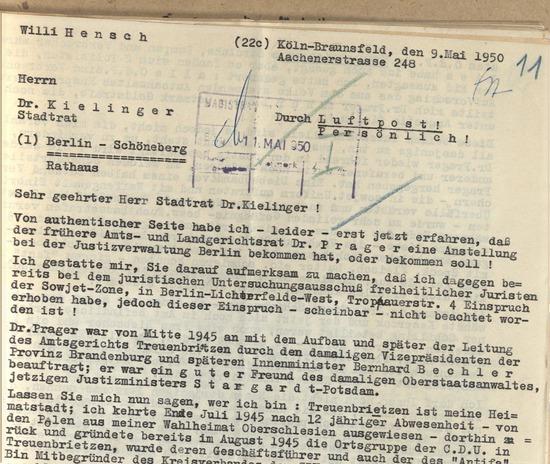 Willi Hensch
(22c) Köln-Braunsfeld, den 9.Mai 1950
Aachenerstrasse 248
11
Herrn
Dr. Kielinger
Stadtrat
Durch Luftpost!
Persönlich!
MAGIST
11. MAI 1950
(1) Berlin - Schöneberg
Rathaus
Sehr geehrter Herr Stadtrat Dr.Kielinger !
Von authentischer Seite habe ich - leider - erst jetzt erfahren, daß
der frühere Amts- und Landgerichtsrat Dr. Prager eine Anstellung
bei der Justizverwaltung Berlin bekommen hat, oder bekommen soll !
Ich gestatte mir, Sie darauf aufmerksam zu machen, daß ich dagegen be=
reits bei dem juristischen Untersuchungsausschuß freiheitlicher Juristen
der Sowjet-Zone, in Berlin-Lichterfelde-West, Troppauerstr. 4 Einspruch
erhoben habe, jedoch dieser Einspruch - scheinbar - nicht beachtet wor-
den ist !
Dr.Prager war von Mitte 1945 an mit dem Aufbau und später der Leitung
des Amtsgerichts Treuenbrietzen durch den damaligen Vizepräsidenten der
Provinz Brandenburg und späteren Innenminister Bernhard Bechler
beauftragt; er war ein guter Freund des damaligen Oberstaatsanwaltes,
jetzigen Justizministers Stargardt-Potsdam.
Lassen Sie mich nun sagen, wer ich bin : Treuenbrietzen ist meine Hei=
matstadt; ich kehrte Ende Juli 1945 nach 12 jähriger Abwesenheit - von
den Polen aus meiner Wahlheimat Oberschlesien ausgewiesen - dorthin zu =
rück und gründete bereits im August 1945 die Ortsgruppe der C.D.U. in
Treuenbrietzen, wurde deren Geschäftsführer und auch des "Antifa"
Bin Mitbegründer des Kreisverbandes